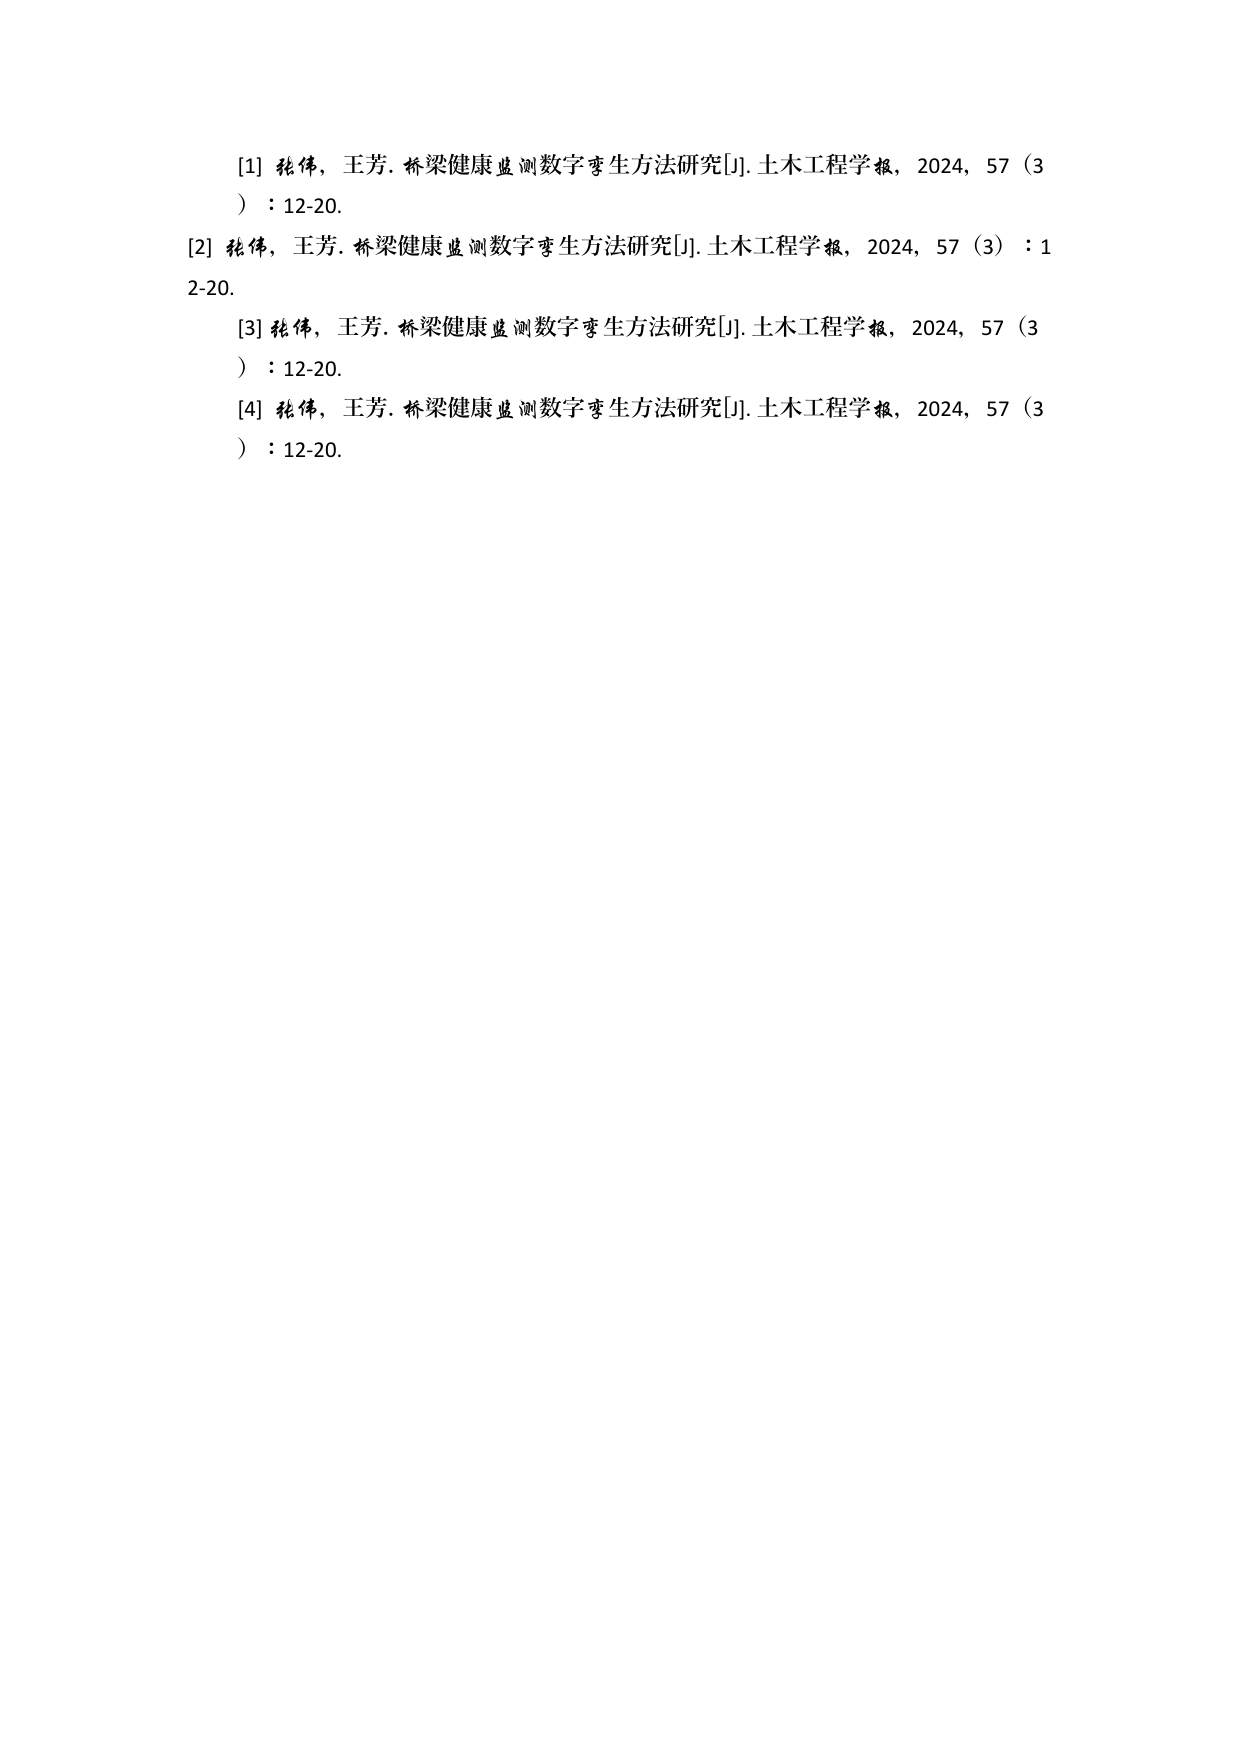 [1] 张伟，王芳. 桥梁健康监测数字孪生方法研究[J]. 土木工程学报，2024，57（3
）：12-20.
[2] 张伟，王芳. 桥梁健康监测数字孪生方法研究[J]. 土木工程学报，2024，57（3）：1
2-20.
[3] 张伟，王芳. 桥梁健康监测数字孪生方法研究[J]. 土木工程学报，2024，57（3
）：12-20.
[4] 张伟，王芳. 桥梁健康监测数字孪生方法研究[J]. 土木工程学报，2024，57（3
）：12-20.